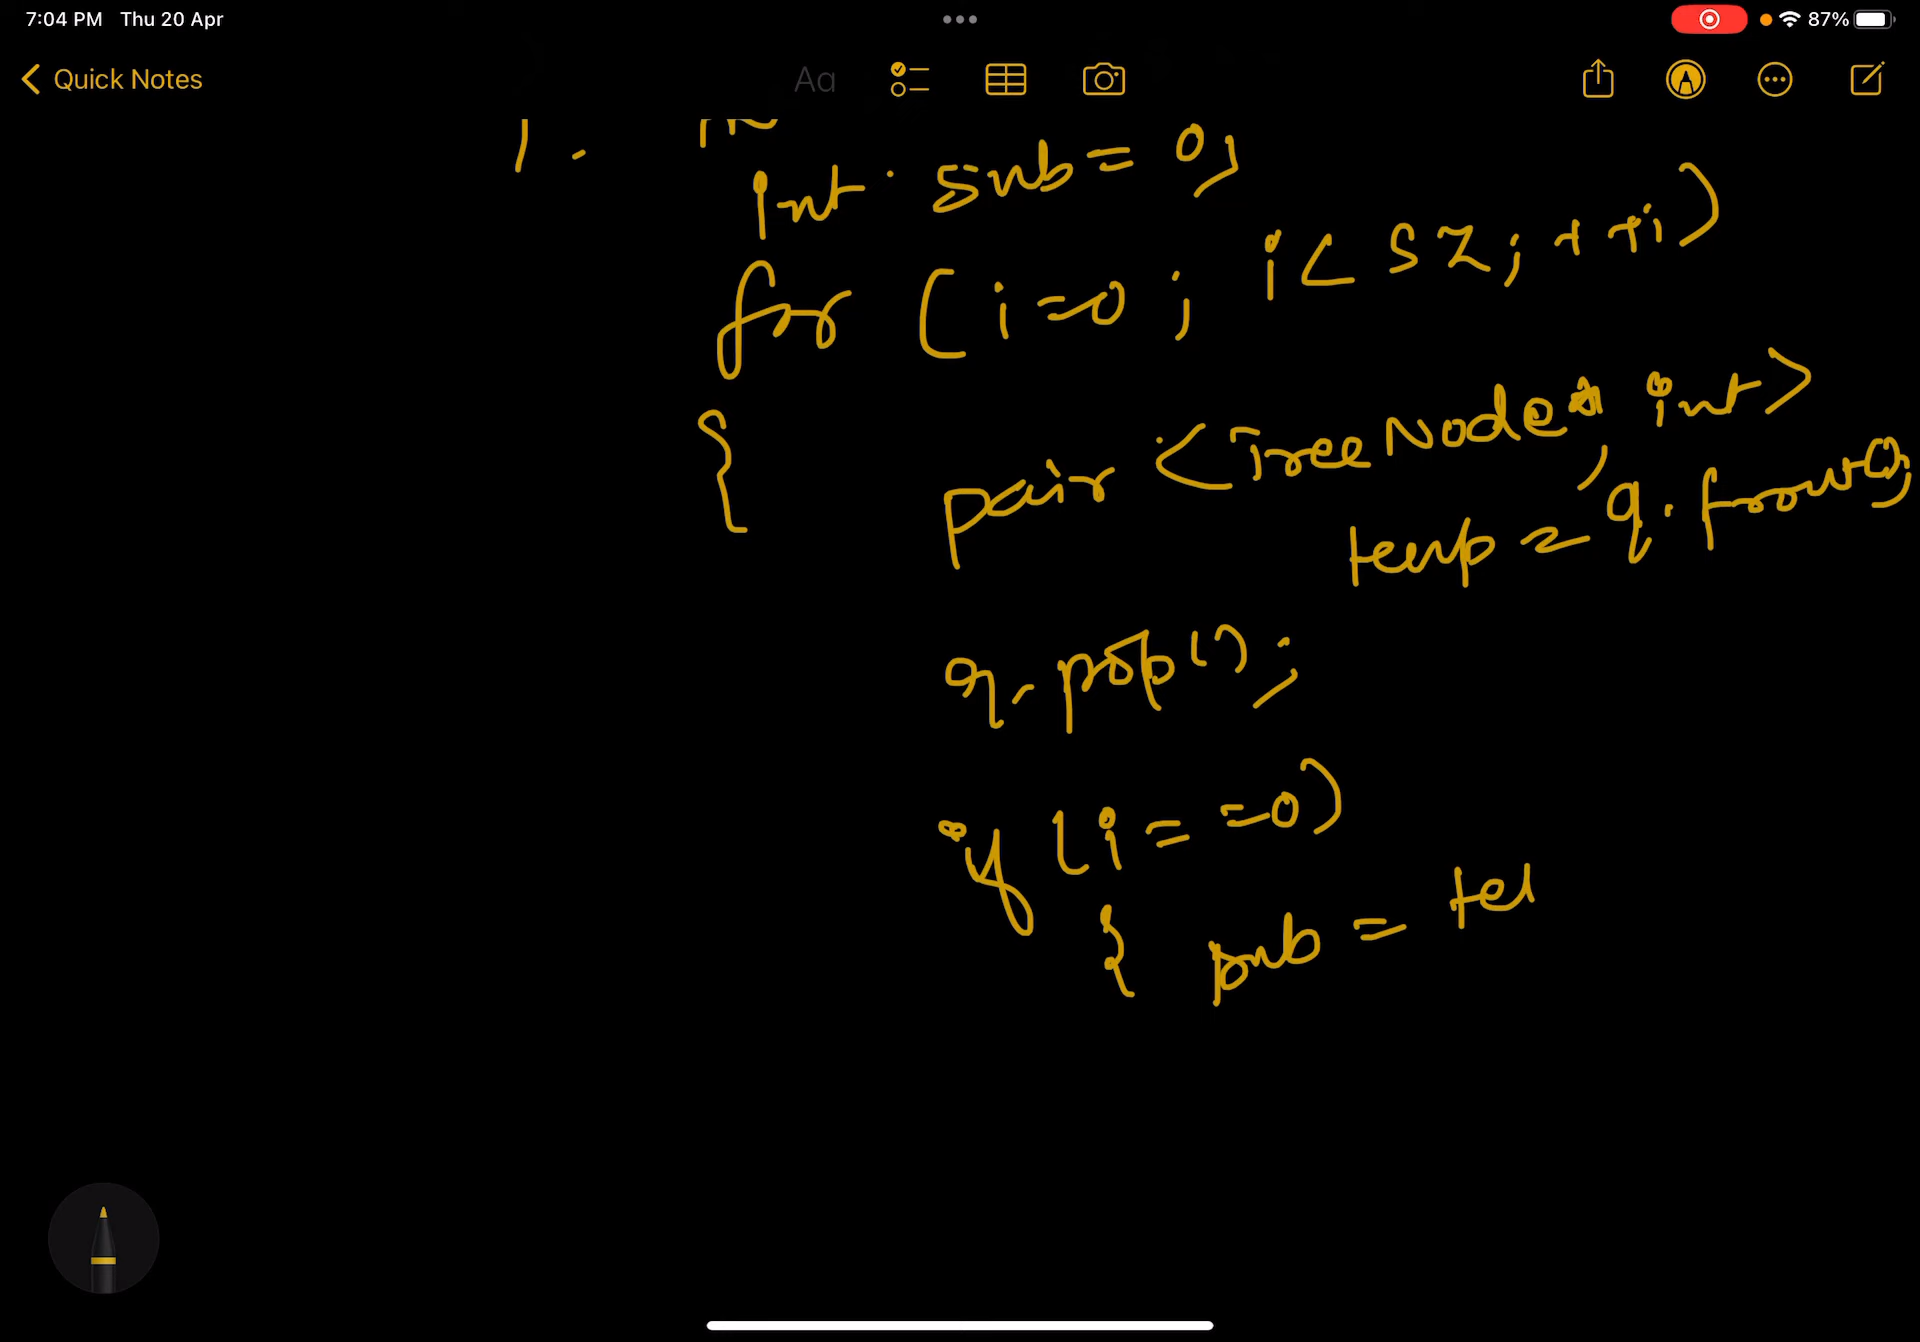 7:04 PM Thu 20 Apr
87%
Quick Notes
Aa
int sub = 0;
for (i=0; i< sz; ++i)
{
pair <TreeNode*, int>
temp = q.front();
q.pop();
if (i==0)
{ sub = te